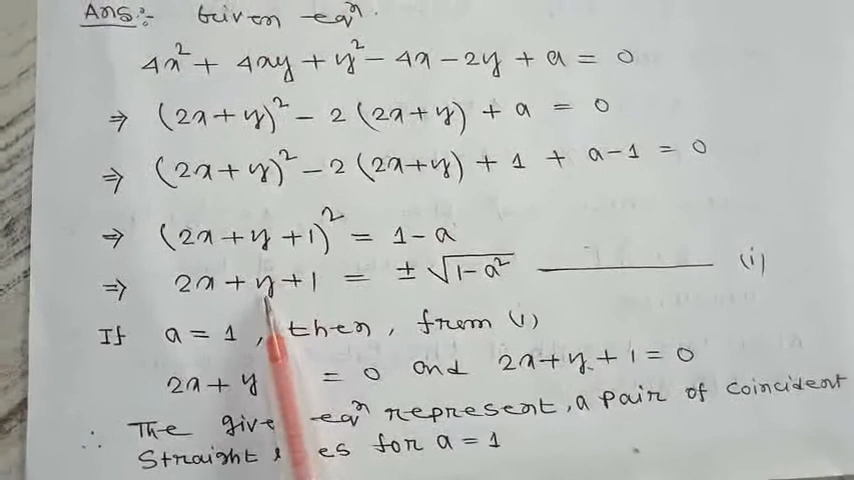 Ans:- Given eqⁿ.
4x² + 4xy + y² - 4x - 2y + a = 0
⇒ (2x+y)² - 2(2x+y) + a = 0
⇒ (2x+y)² - 2(2x+y) + 1 + a-1 = 0
⇒ (2x+y+1)² = 1-a
⇒ 2x+y+1 = ± √1-a² (i)
If a = 1, then, from (1)
2x+y = 0 and 2x+y+1=0
∴ The give eqⁿ represent, a pair of coincident
Straight es for a = 1